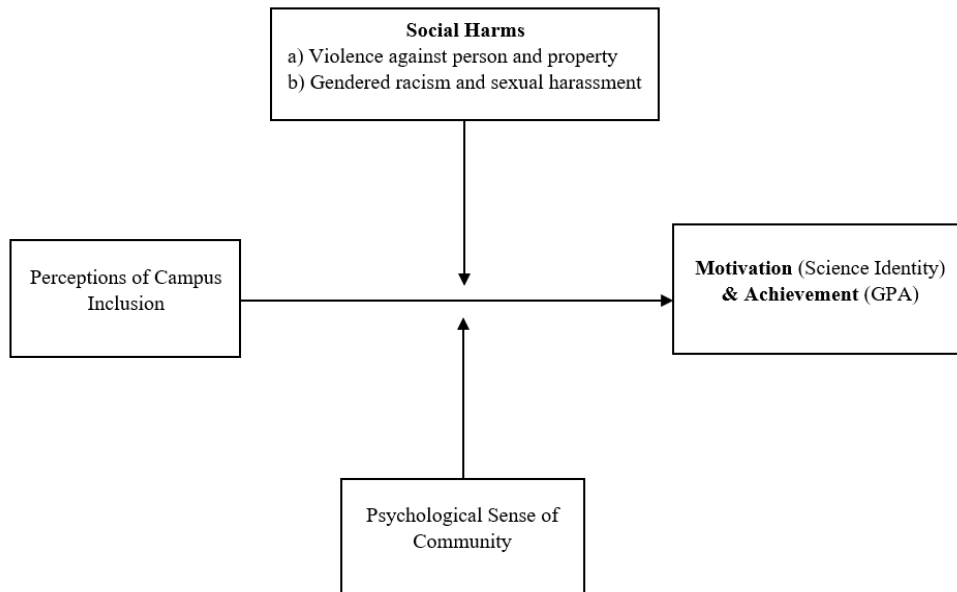 Social Harms
a) Violence against person and property
b) Gendered racism and sexual harassment
Perceptions of Campus
Inclusion
Motivation (Science Identity)
& Achievement (GPA)
Psychological Sense of
Community